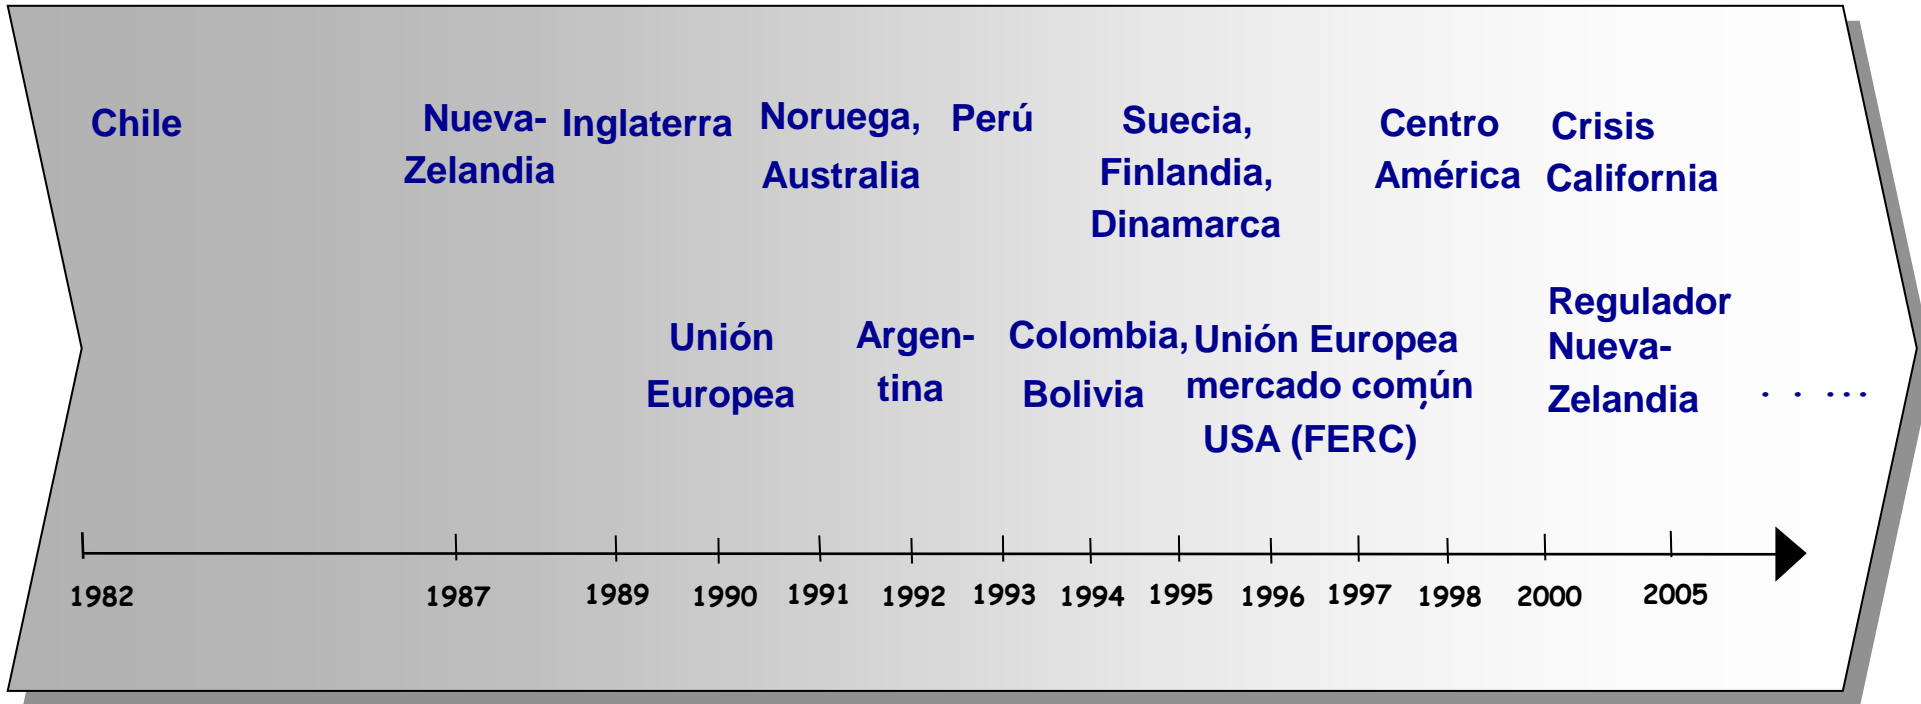 Chile
Nueva-
Zelandia
Inglaterra
Noruega,
Australia
Perú
Suecia,
Finlandia,
Dinamarca
Centro
América
Crisis
California
Unión
Europea
Argen-
tina
Colombia,
Bolivia
Unión Europea
mercado común,
USA (FERC)
Regulador
Nueva-
Zelandia
. . ...
1982 1987 1989 1990 1991 1992 1993 1994 1995 1996 1997 1998 2000 2005